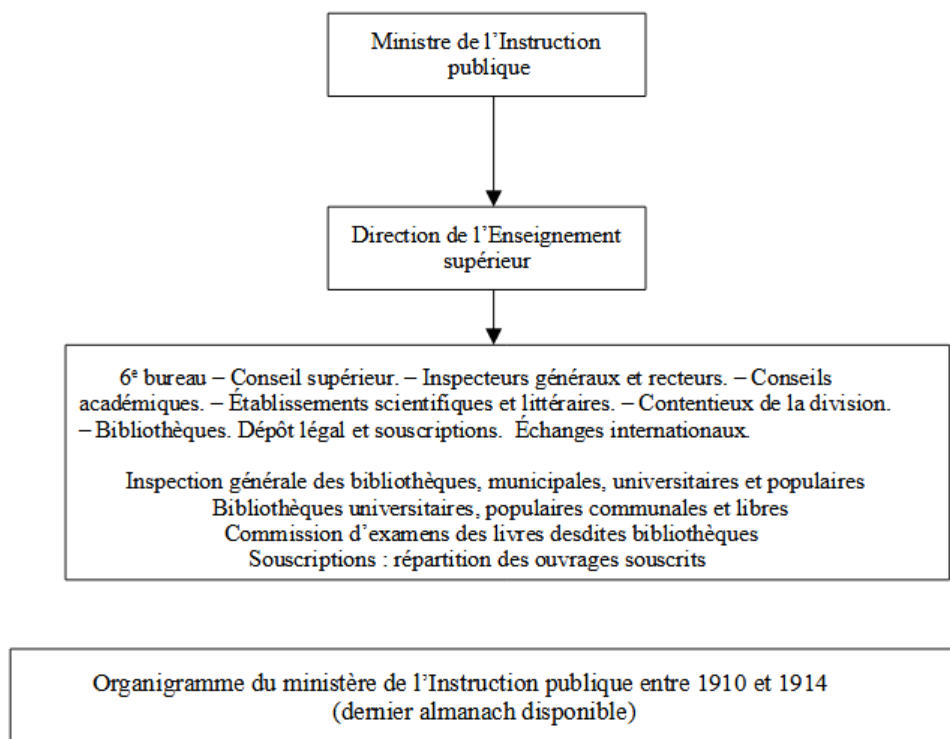 Ministre de l’Instruction
publique
Direction de l’Enseignement
supérieur
6e bureau – Conseil supérieur. – Inspecteurs généraux et recteurs. – Conseils
académiques. – Établissements scientifiques et littéraires. – Contentieux de la division.
– Bibliothèques. Dépôt légal et souscriptions. Échanges internationaux.
Inspection générale des bibliothèques, municipales, universitaires et populaires
Bibliothèques universitaires, populaires communales et libres
Commission d’examens des livres desdites bibliothèques
Souscriptions : répartition des ouvrages souscrits
Organigramme du ministère de l’Instruction publique entre 1910 et 1914
(dernier almanach disponible)